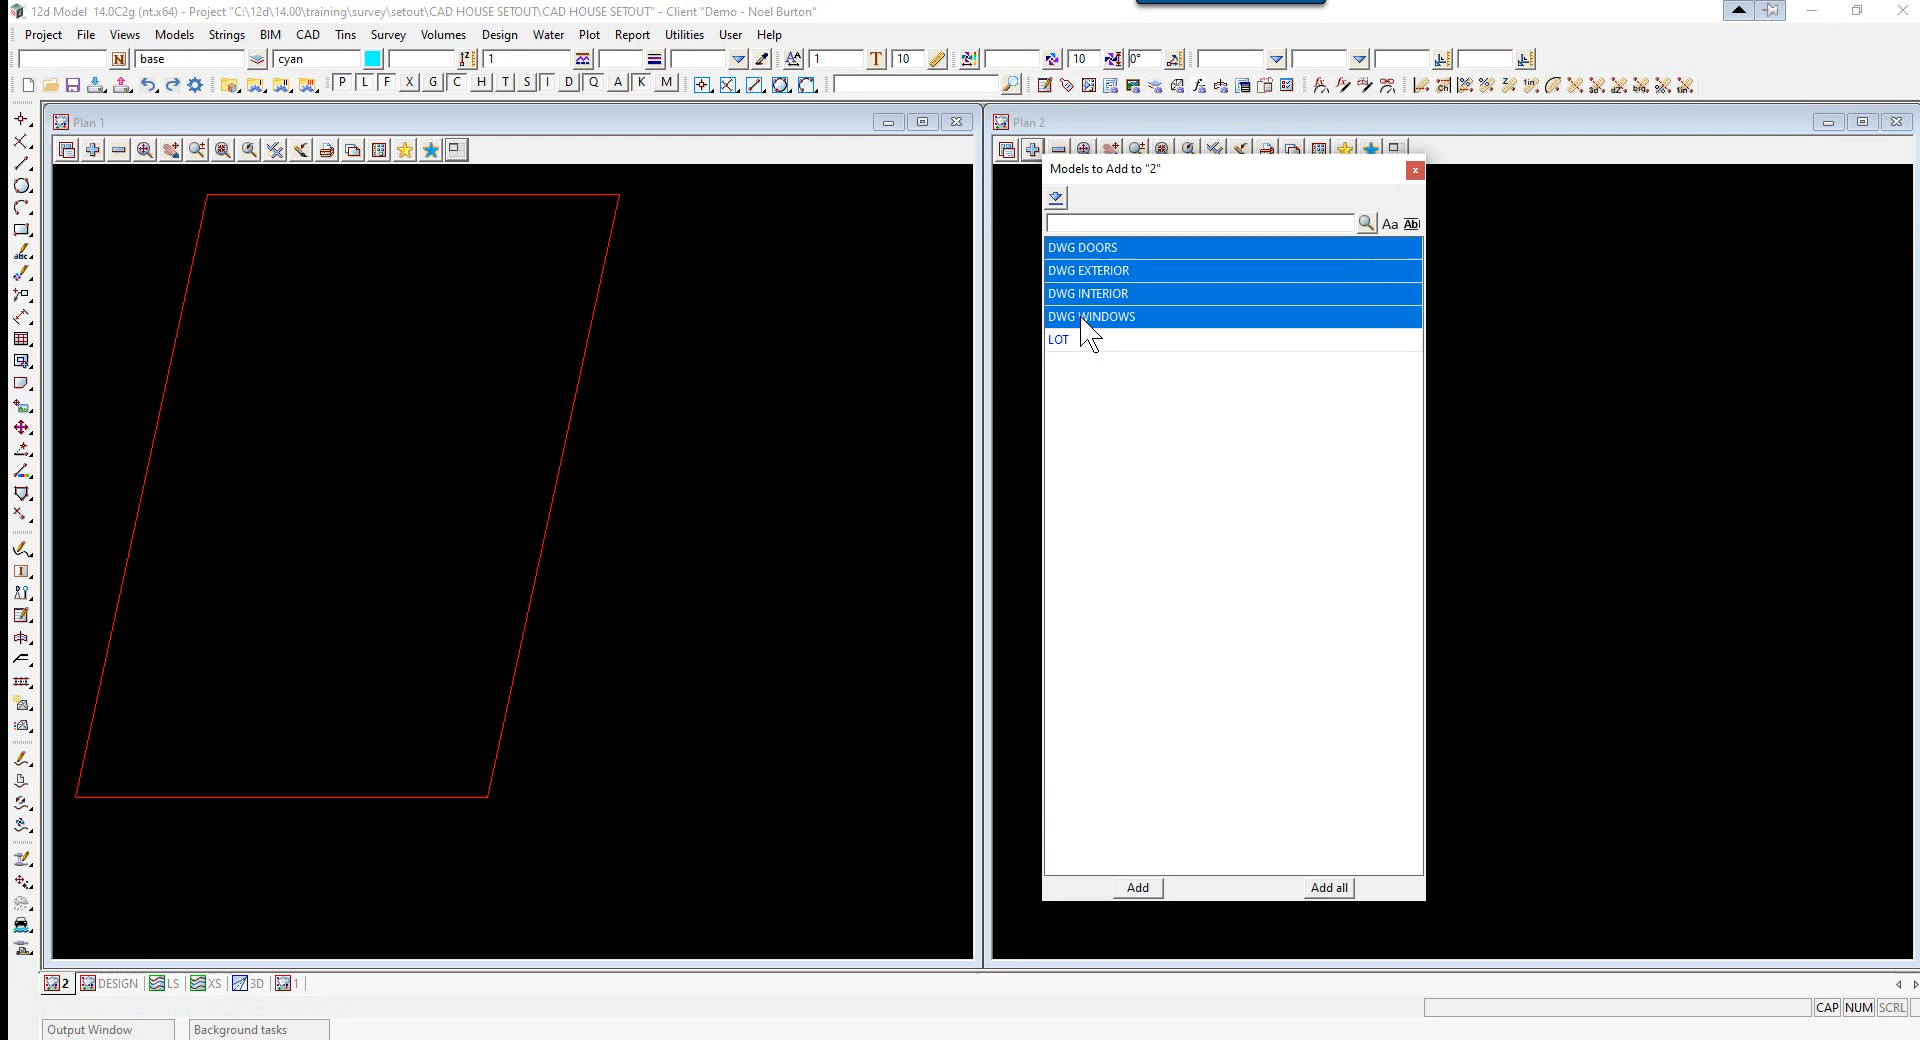 12d Model 14.0C2g (nt.x64) - Project "C:\12d\14.00\training\survey\setout\CAD HOUSE SETOUT\CAD HOUSE SETOUT" - Client "Demo - Noel Burton"
Project File Views Models Strings BIM CAD Tins Survey Volumes Design Water Plot Report Utilities User Help
N base cyan 1 1 T 10 10 0°
P L F X G C H T S I D Q A K M
Plan 1
Plan 2
Models to Add to "2"
Aa Ab
DWG DOORS
DWG EXTERIOR
DWG INTERIOR
DWG WINDOWS
LOT
Add Add all
2 DESIGN LS XS 3D 1
CAP NUM SCRL
Output Window Background tasks